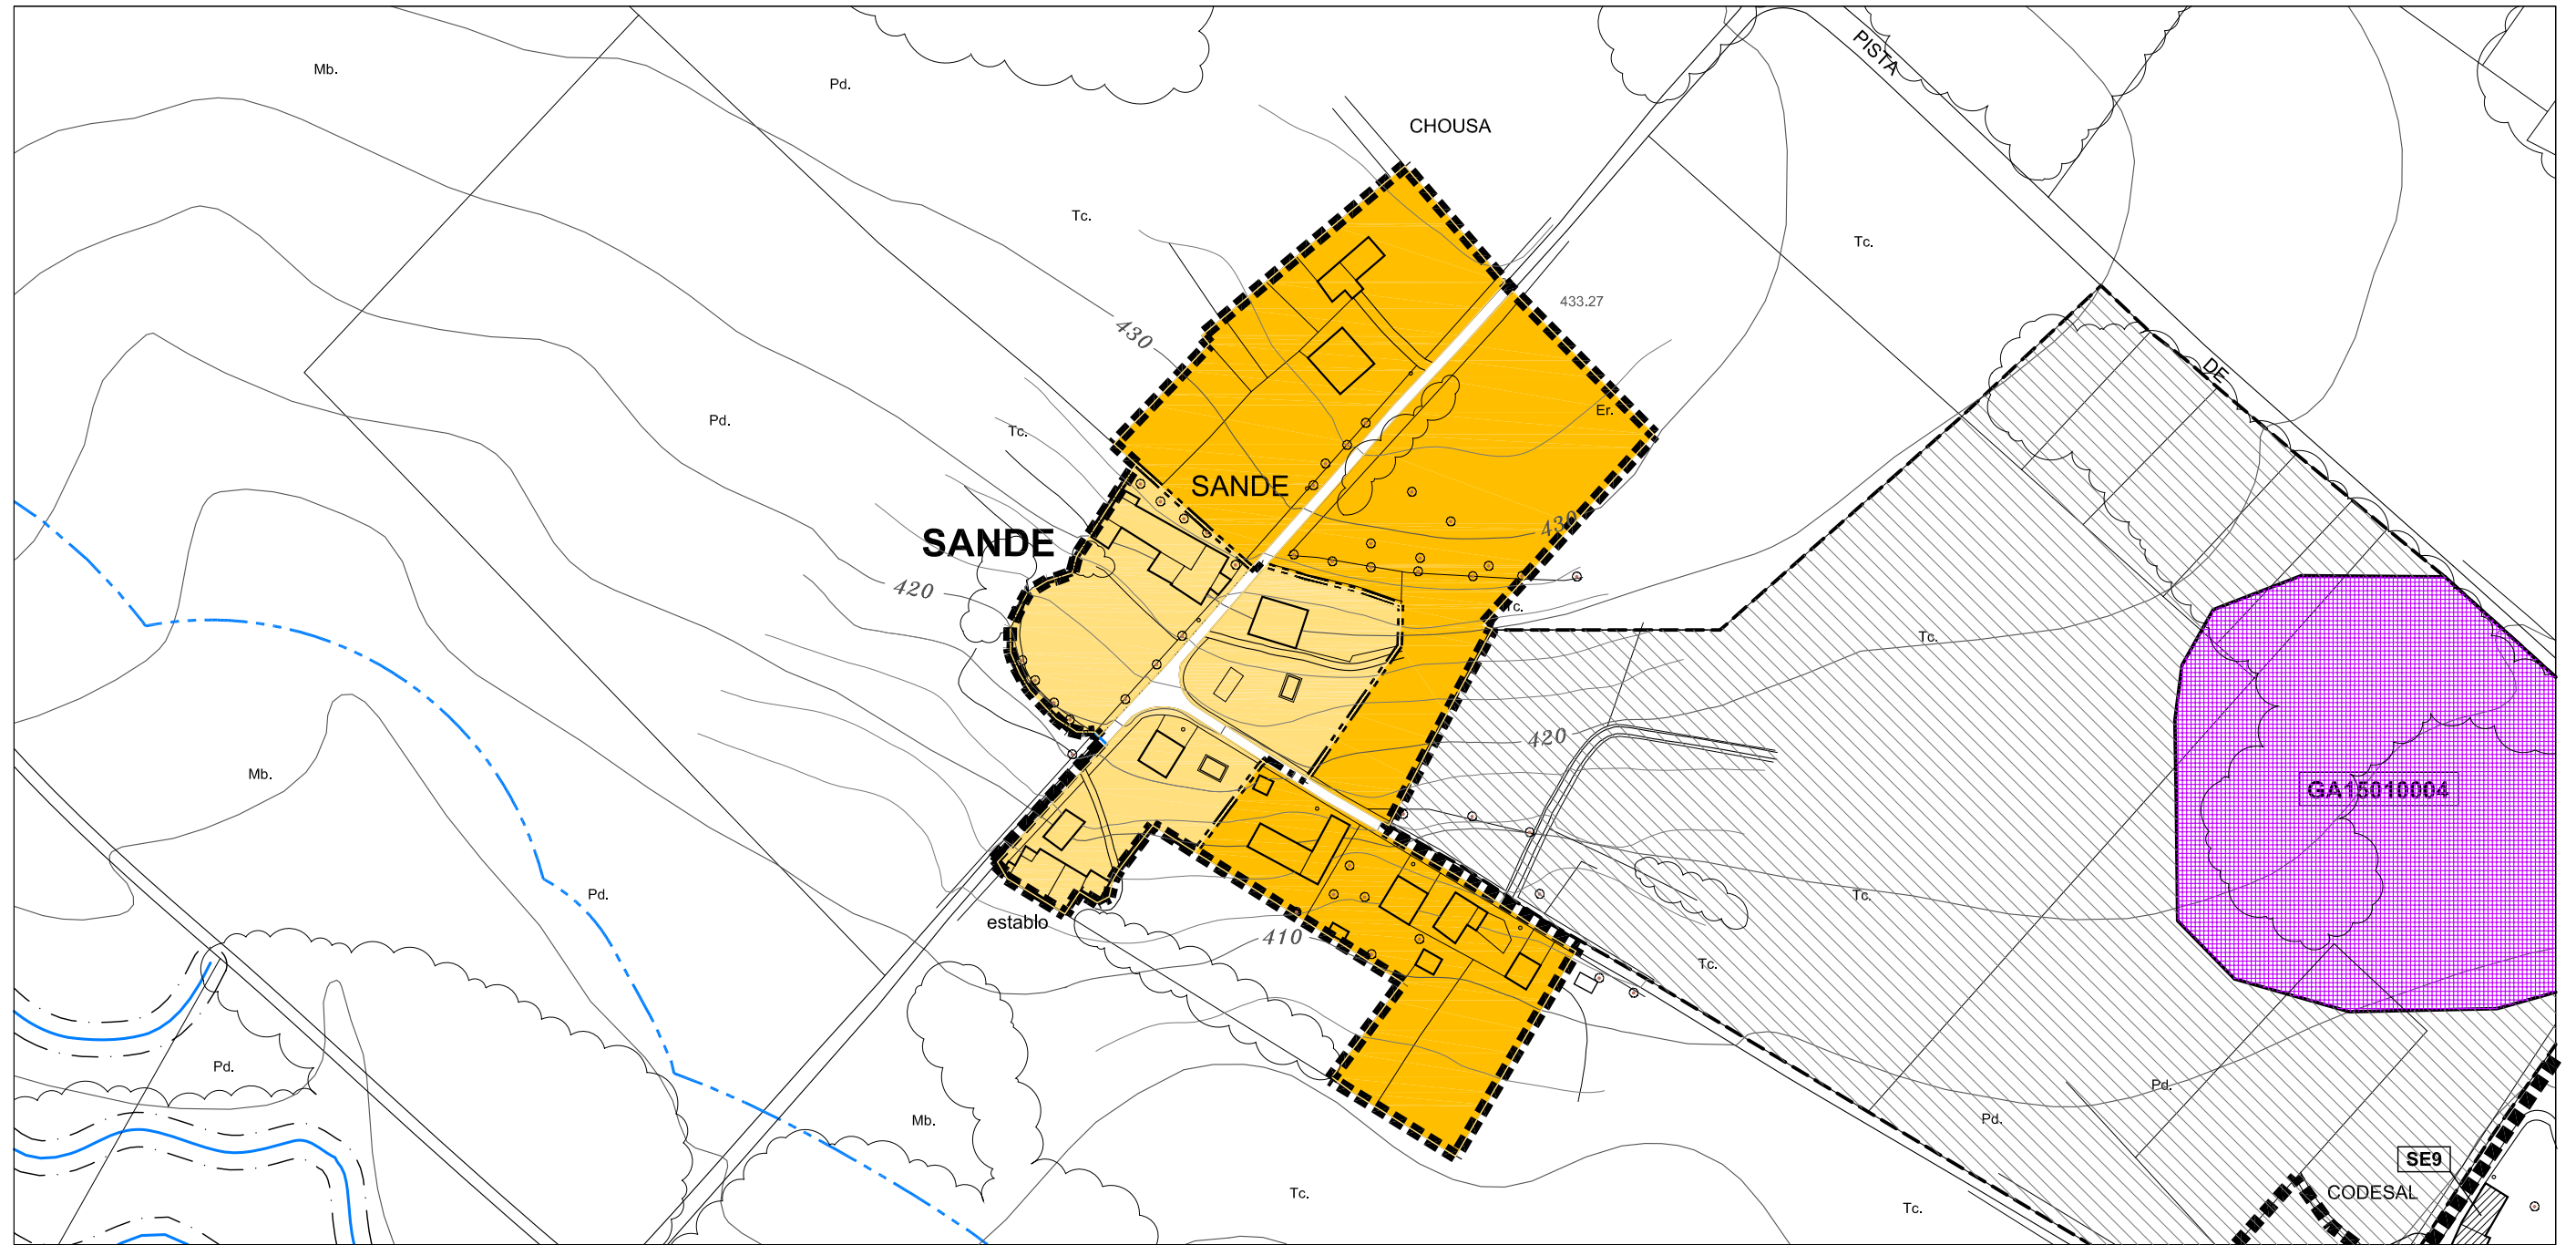 PISTA
Mb.
Pd.
CHOUSA
Tc.
Tc.
433.27
430
DE
Er.
Pd.
Tc.
SANDE
430
SANDE
420
Tc.
Tc.
420
Mb.
GA15010004
Pd.
Tc.
establo
410
Tc.
Pd.
Pd.
Mb.
Pd.
SE9
CODESAL
Tc.
Tc.